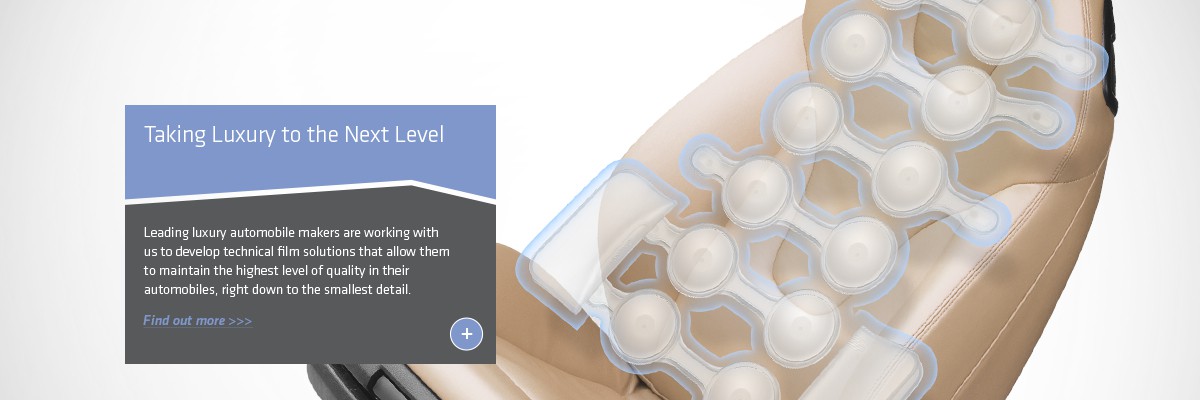 Taking Luxury to the Next Level
Leading luxury automobile makers are working with
us to develop technical film solutions that allow them
to maintain the highest level of quality in their
automobiles, right down to the smallest detail.
Find out more >>>
+